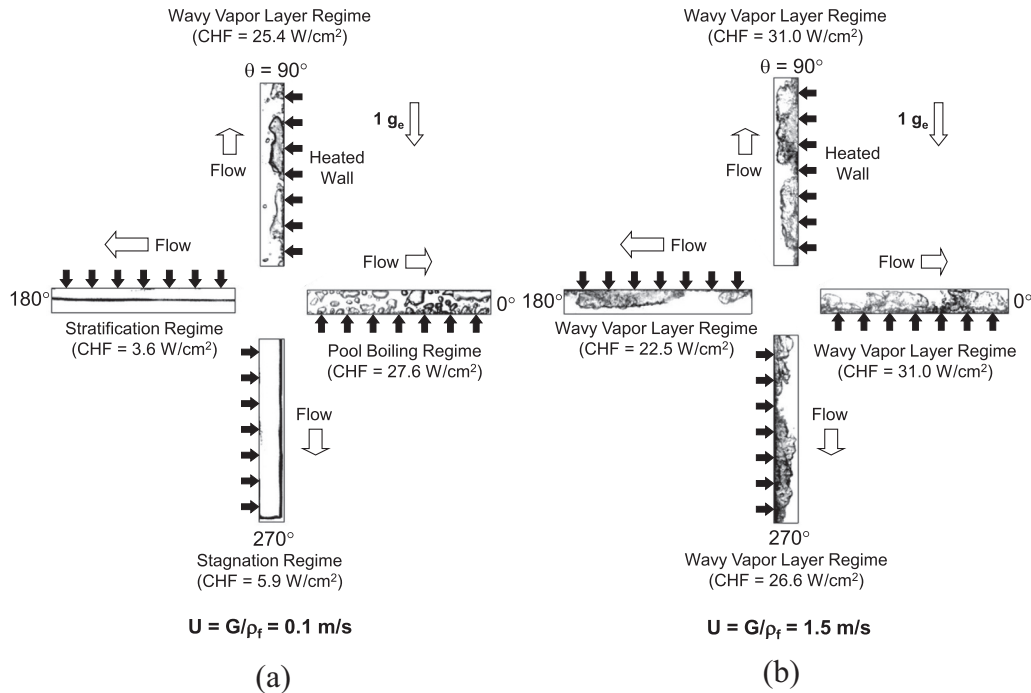 Wavy Vapor Layer Regime
(CHF = 25.4 W/cm²)
θ = 90°
1 gₑ
Flow
Heated
Wall
Flow
Flow
180°
0°
Stratification Regime
(CHF = 3.6 W/cm²)
Pool Boiling Regime
(CHF = 27.6 W/cm²)
Flow
270°
Stagnation Regime
(CHF = 5.9 W/cm²)
U = G/ρf = 0.1 m/s
(a)
Wavy Vapor Layer Regime
(CHF = 31.0 W/cm²)
θ = 90°
1 gₑ
Flow
Heated
Wall
Flow
Flow
180°
0°
Wavy Vapor Layer Regime
(CHF = 22.5 W/cm²)
Wavy Vapor Layer Regime
(CHF = 31.0 W/cm²)
Flow
270°
Wavy Vapor Layer Regime
(CHF = 26.6 W/cm²)
U = G/ρf = 1.5 m/s
(b)